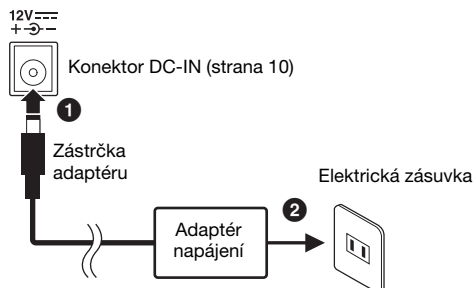 12V
+ -
Konektor DC-IN (strana 10)
1
Zástrčka
adaptéru
Elektrická zásuvka
2
Adaptér
napájení